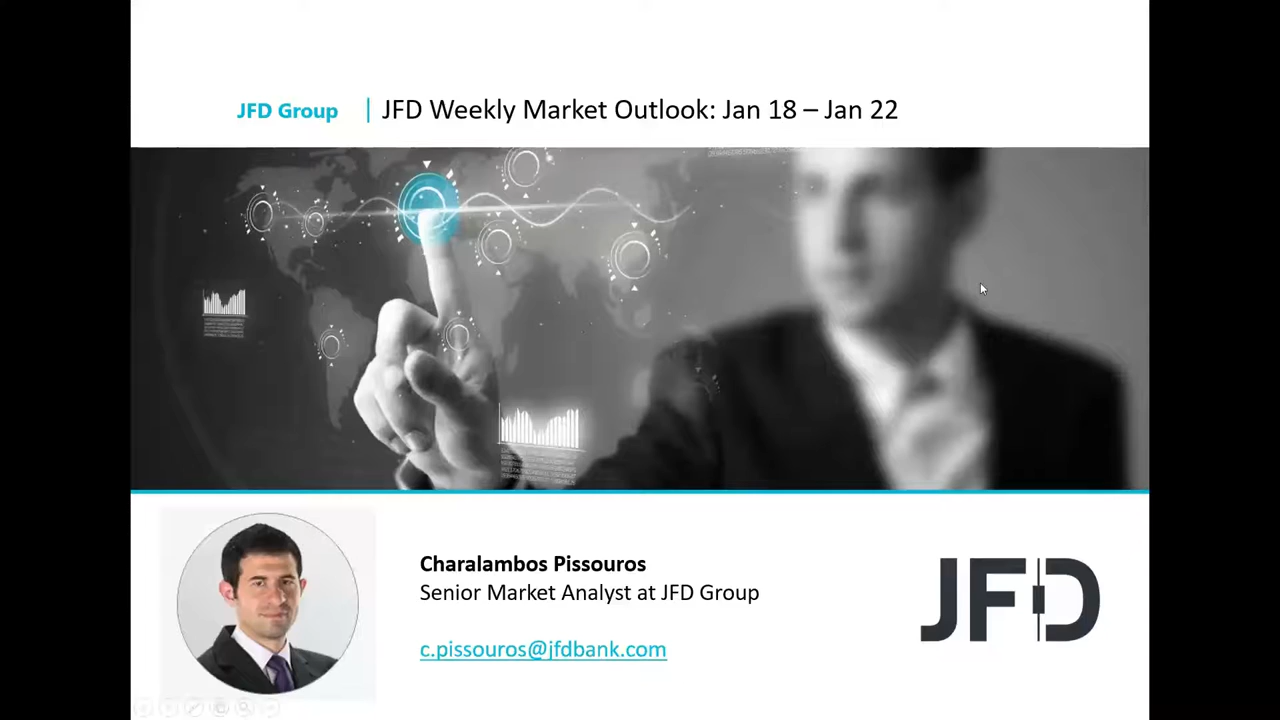 JFD Group | JFD Weekly Market Outlook: Jan 18 – Jan 22
Charalambos Pissouros
Senior Market Analyst at JFD Group
c.pissouros@jfdbank.com
JFD